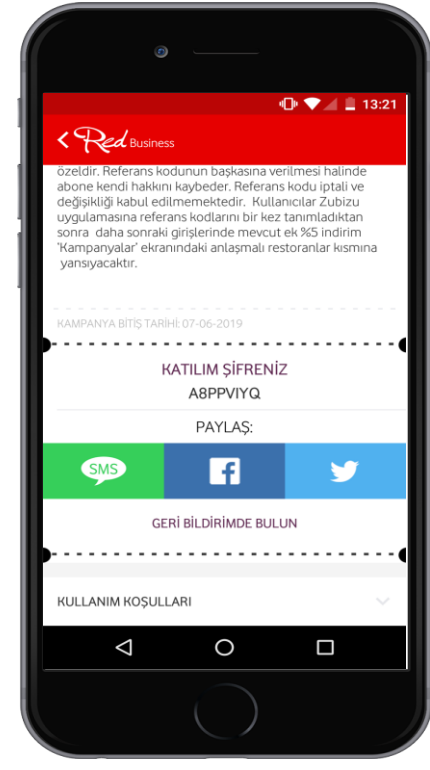 13:21
Red Business
özeldir. Referans kodunun başkasına verilmesi halinde
abone kendi hakkını kaybeder. Referans kodu iptali ve
değişikliği kabul edilmemektedir. Kullanıcılar Zubizu
uygulamasına referans kodlarını bir kez tanımladıktan
sonra daha sonraki girişlerinde mevcut ek %5 indirim
'Kampanyalar' ekranındaki anlaşmalı restoranlar kısmına
yansıyacaktır.
KAMPANYA BİTİŞ TARİHİ: 07-06-2019
KATILIM ŞİFRENİZ
A8PPVIYQ
PAYLAŞ:
SMS
GERİ BİLDİRİMDE BULUN
KULLANIM KOŞULLARI